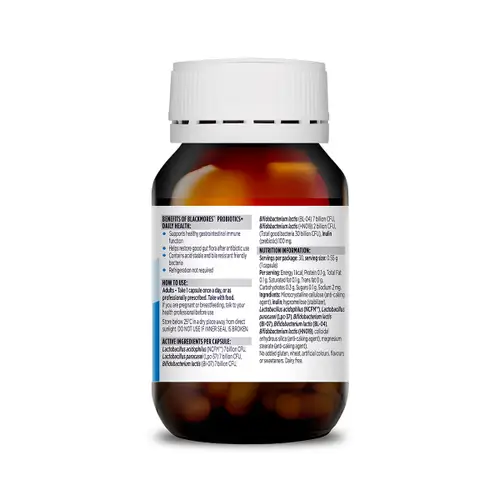 BENEFITS OF BLACKMORES® PROBIOTICS+
DAILY HEALTH:
Supports healthy gastrointestinal immune
function
Helps restore good gut flora after antibiotic use
Contains acid stable and bile resistant friendly
bacteria
Refrigeration not required
HOW TO USE:
Adults - Take 1 capsule once a day, or as
professionally prescribed. Take with food.
If you are pregnant or breastfeeding, talk to your
health professional before use.
Store below 25°C in a dry place away from direct
sunlight. DO NOT USE IF INNER SEAL IS BROKEN.
ACTIVE INGREDIENTS PER CAPSULE:
Lactobacillus acidophilus (NCFM™) 7 billion CFU,
Lactobacillus paracasei (Lpc-37) 7 billion CFU,
Bifidobacterium lactis (Bi-07) 7 billion CFU,
Bifidobacterium lactis (BL-04) 7 billion CFU,
Bifidobacterium lactis (HN019) 2 billion CFU,
(Total good bacteria 30 billion CFU), Inulin
(prebiotic) 100 mg.
NUTRITION INFORMATION:
Servings per package: 30, serving size: 0.56 g
(1 capsule)
Per serving: Energy 1 kcal, Protein 0.1 g, Total Fat
0.1 g, Saturated fat 0.1 g, Trans fat 0 g,
Carbohydrates 0.2 g, Sugars 0.1 g, Sodium 2 mg.
Ingredients: Microcrystalline cellulose (anti-caking
agent), Inulin, hypromellose (stabilizer),
Lactobacillus acidophilus (NCFM™), Lactobacillus
paracasei (Lpc-37), Bifidobacterium lactis
(Bi-07), Bifidobacterium lactis (BL-04),
Bifidobacterium lactis (HN019), colloidal
anhydrous silica (anti-caking agent), magnesium
stearate (anti-caking agent).
No added gluten, wheat, artificial colours, flavours
or sweeteners. Dairy free.